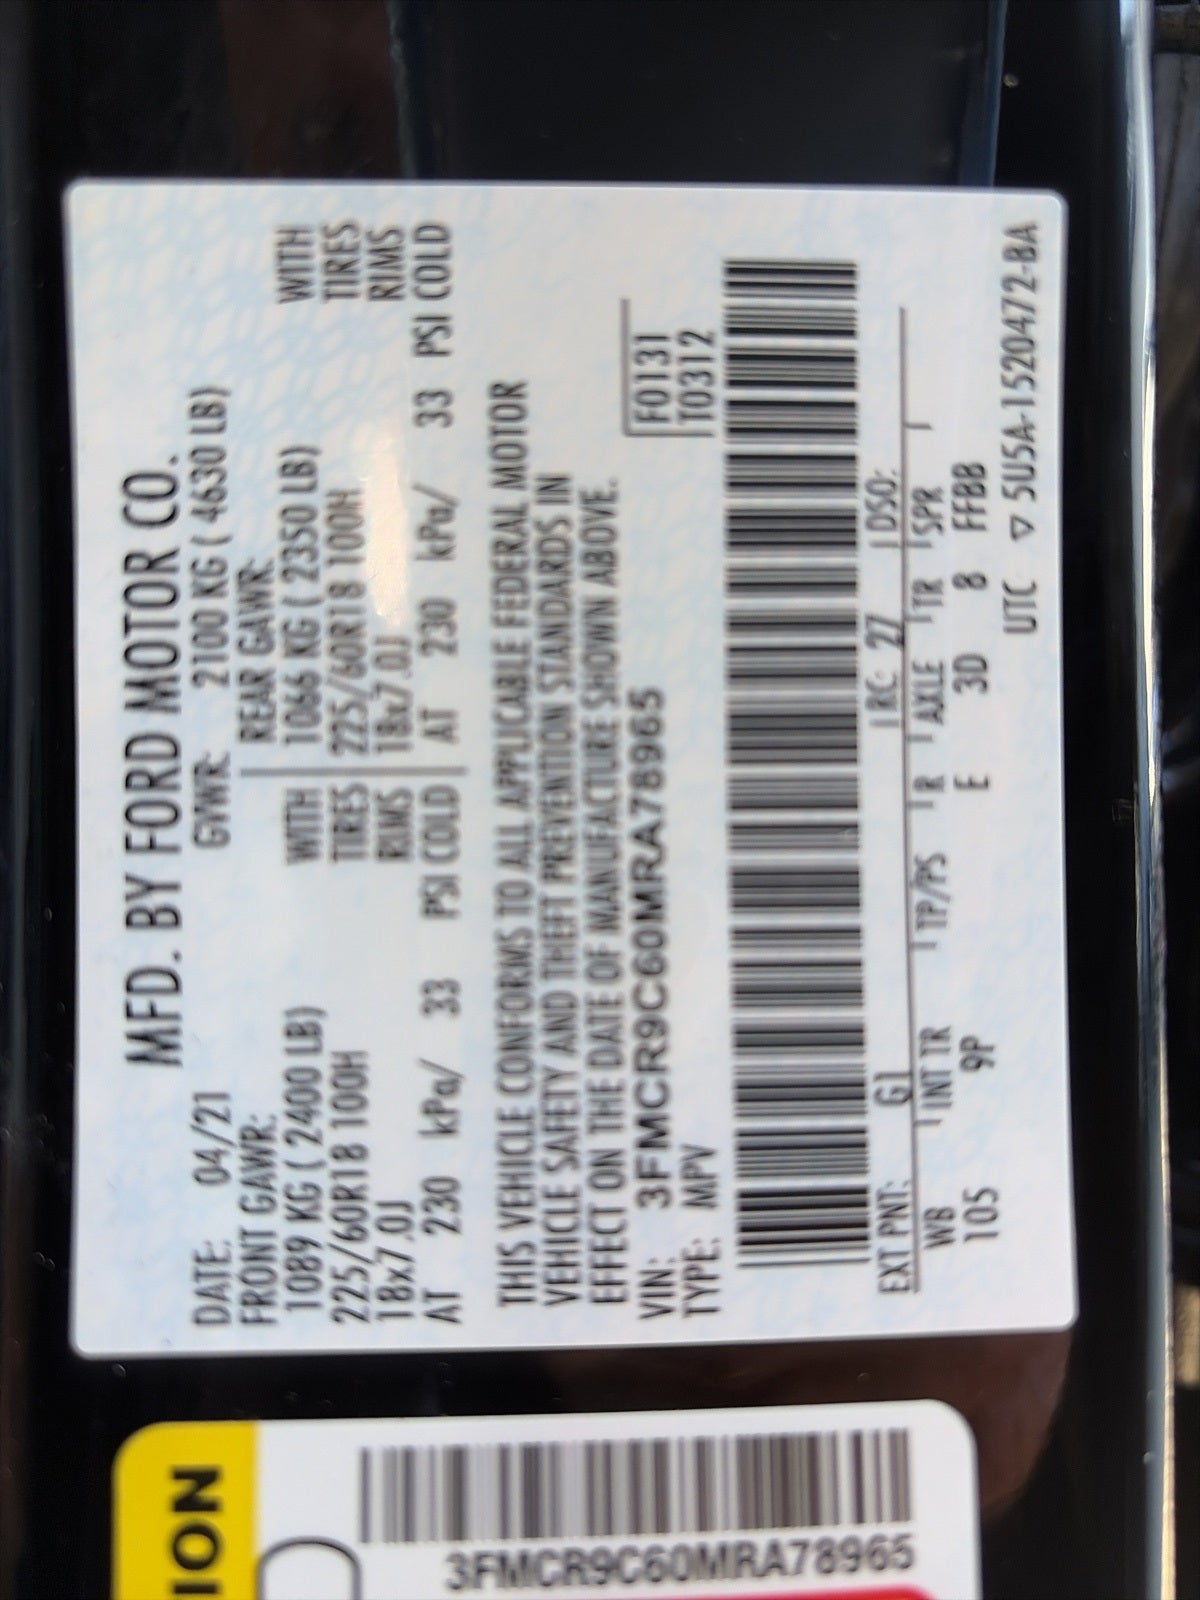 MFD. BY FORD MOTOR CO.
DATE: 04/21 GVWR: 2100 KG ( 4630 LB)
FRONT GAWR: REAR GAWR:
1089 KG ( 2400 LB) WITH 1066 KG ( 2350 LB) WITH
225/60R18 100H TIRES 225/60R18 100H TIRES
18x7.0J RIMS 18x7.0J RIMS
AT 230 kPa/ 33 PSI COLD AT 230 kPa/ 33 PSI COLD
THIS VEHICLE CONFORMS TO ALL APPLICABLE FEDERAL MOTOR
VEHICLE SAFETY AND THEFT PREVENTION STANDARDS IN
EFFECT ON THE DATE OF MANUFACTURE SHOWN ABOVE.
VIN: 3FMCR9C60MRA78965 F0131
TYPE: MPV T0312
EXT PNT: G1 RC: 27 DSO:
WB INT TR TP/PS R AXLE TR SPR
105 9P E 3D 8 FFBB
UTC ▽ 5U5A-1520472-BA
ION
3FMCR9C60MRA78965